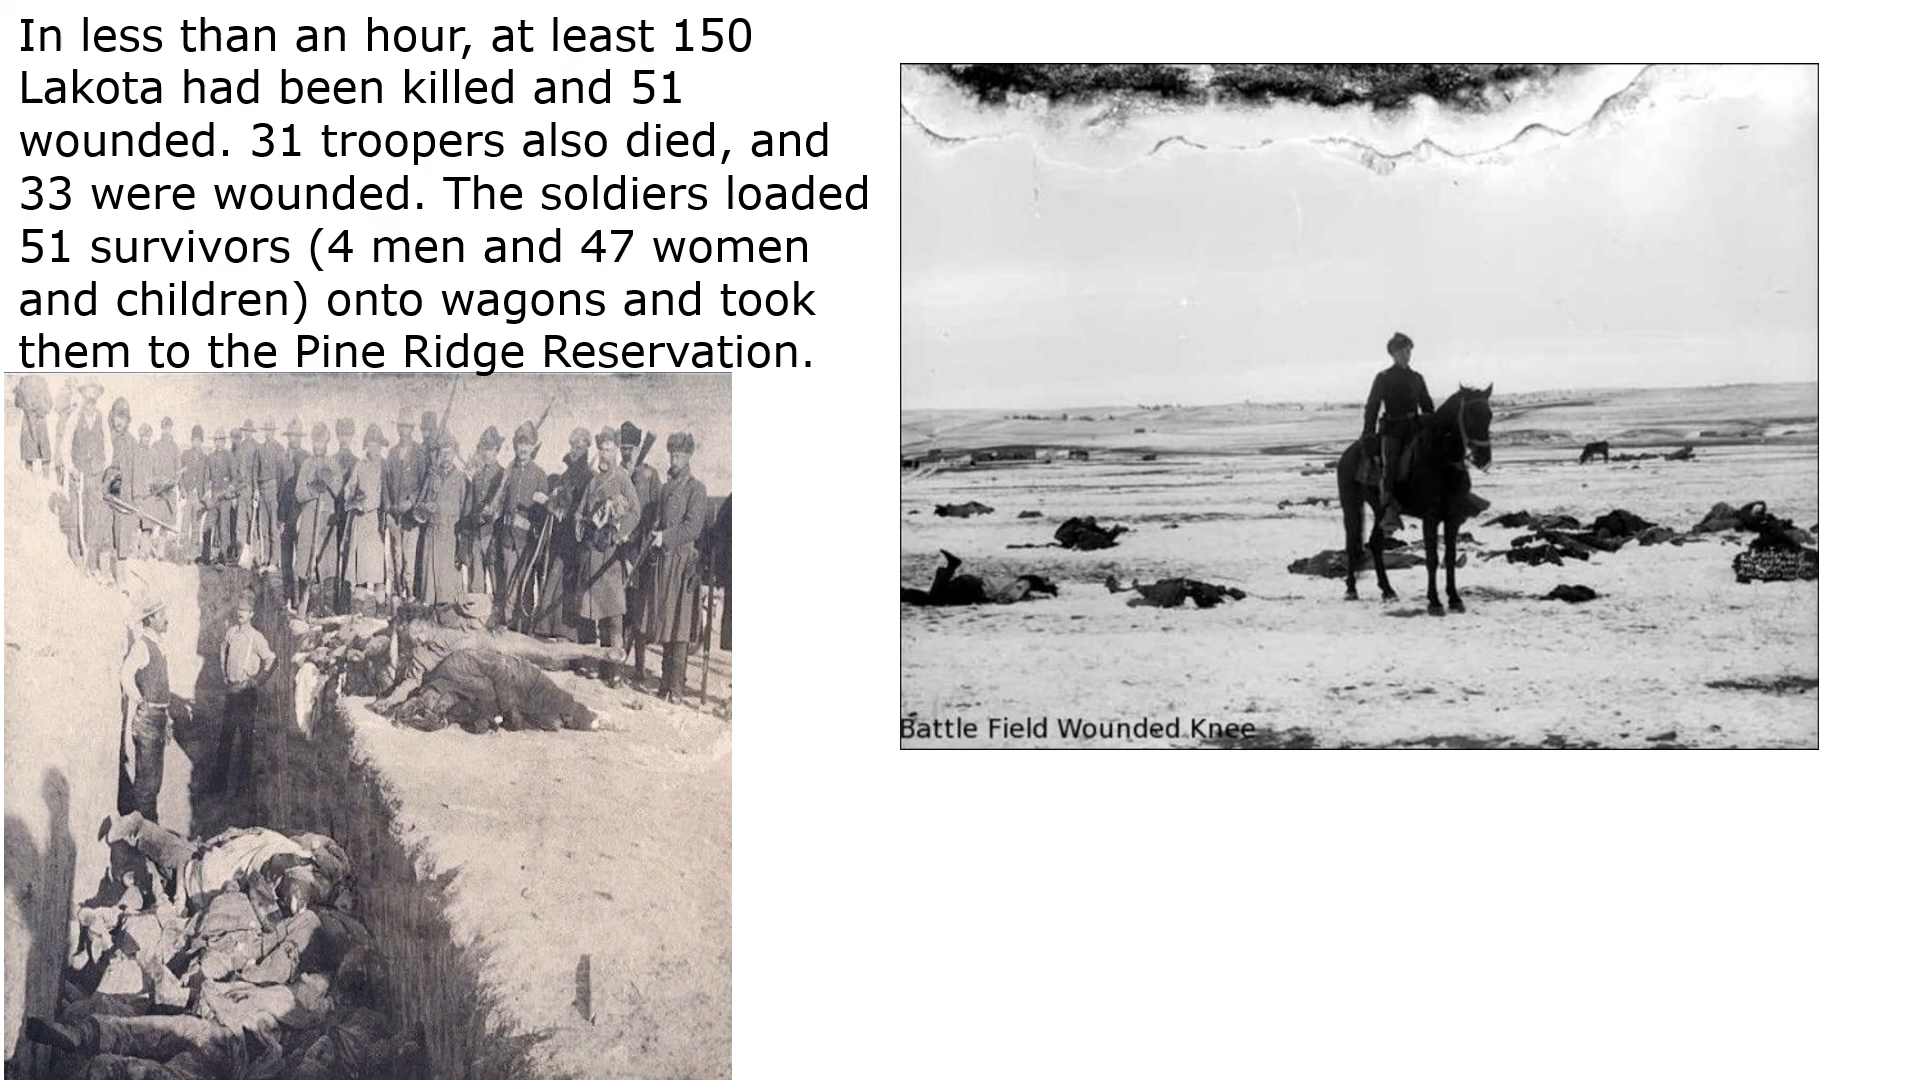 In less than an hour, at least 150
Lakota had been killed and 51
wounded. 31 troopers also died, and
33 were wounded. The soldiers loaded
51 survivors (4 men and 47 women
and children) onto wagons and took
them to the Pine Ridge Reservation.
Battle Field Wounded Knee